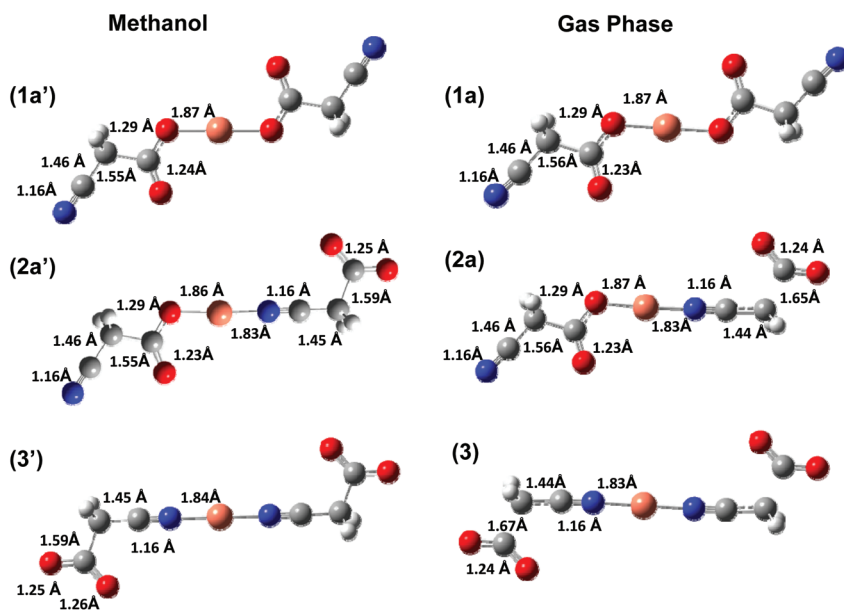 Methanol
Gas Phase
(1a’)
1.29 Å
1.87 Å
1.46 Å
1.55Å
1.24Å
1.16Å
(1a)
1.29 Å
1.87 Å
1.46 Å
1.56Å
1.23Å
1.16Å
(2a’)
1.25 Å
1.29 Å
1.86 Å
1.16 Å
1.59Å
1.83Å
1.45 Å
1.46Å
1.55Å
1.23Å
1.16Å
(2a)
1.24 Å
1.29 Å
1.87 Å
1.16 Å
1.65Å
1.83Å
1.44 Å
1.46 Å
1.56Å
1.23Å
1.16Å
(3’)
1.45 Å
1.84Å
1.16 Å
1.59Å
1.25 Å
1.26Å
(3)
1.44Å
1.83Å
1.16 Å
1.67Å
1.24 Å